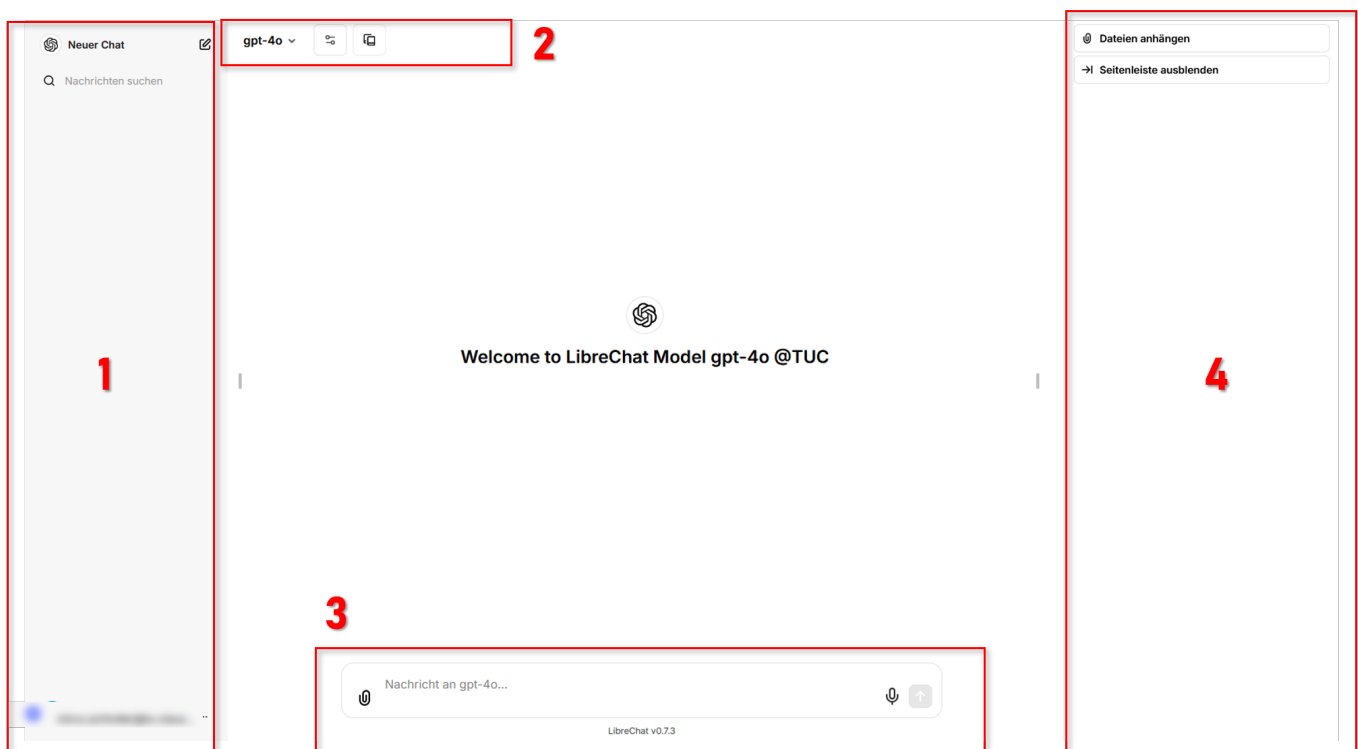 Neuer Chat
Nachrichten suchen
1
gpt-4o
2
Welcome to LibreChat Model gpt-4o @TUC
3
Nachricht an gpt-4o...
LibreChat v0.7.3
Dateien anhängen
Seitenleiste ausblenden
4